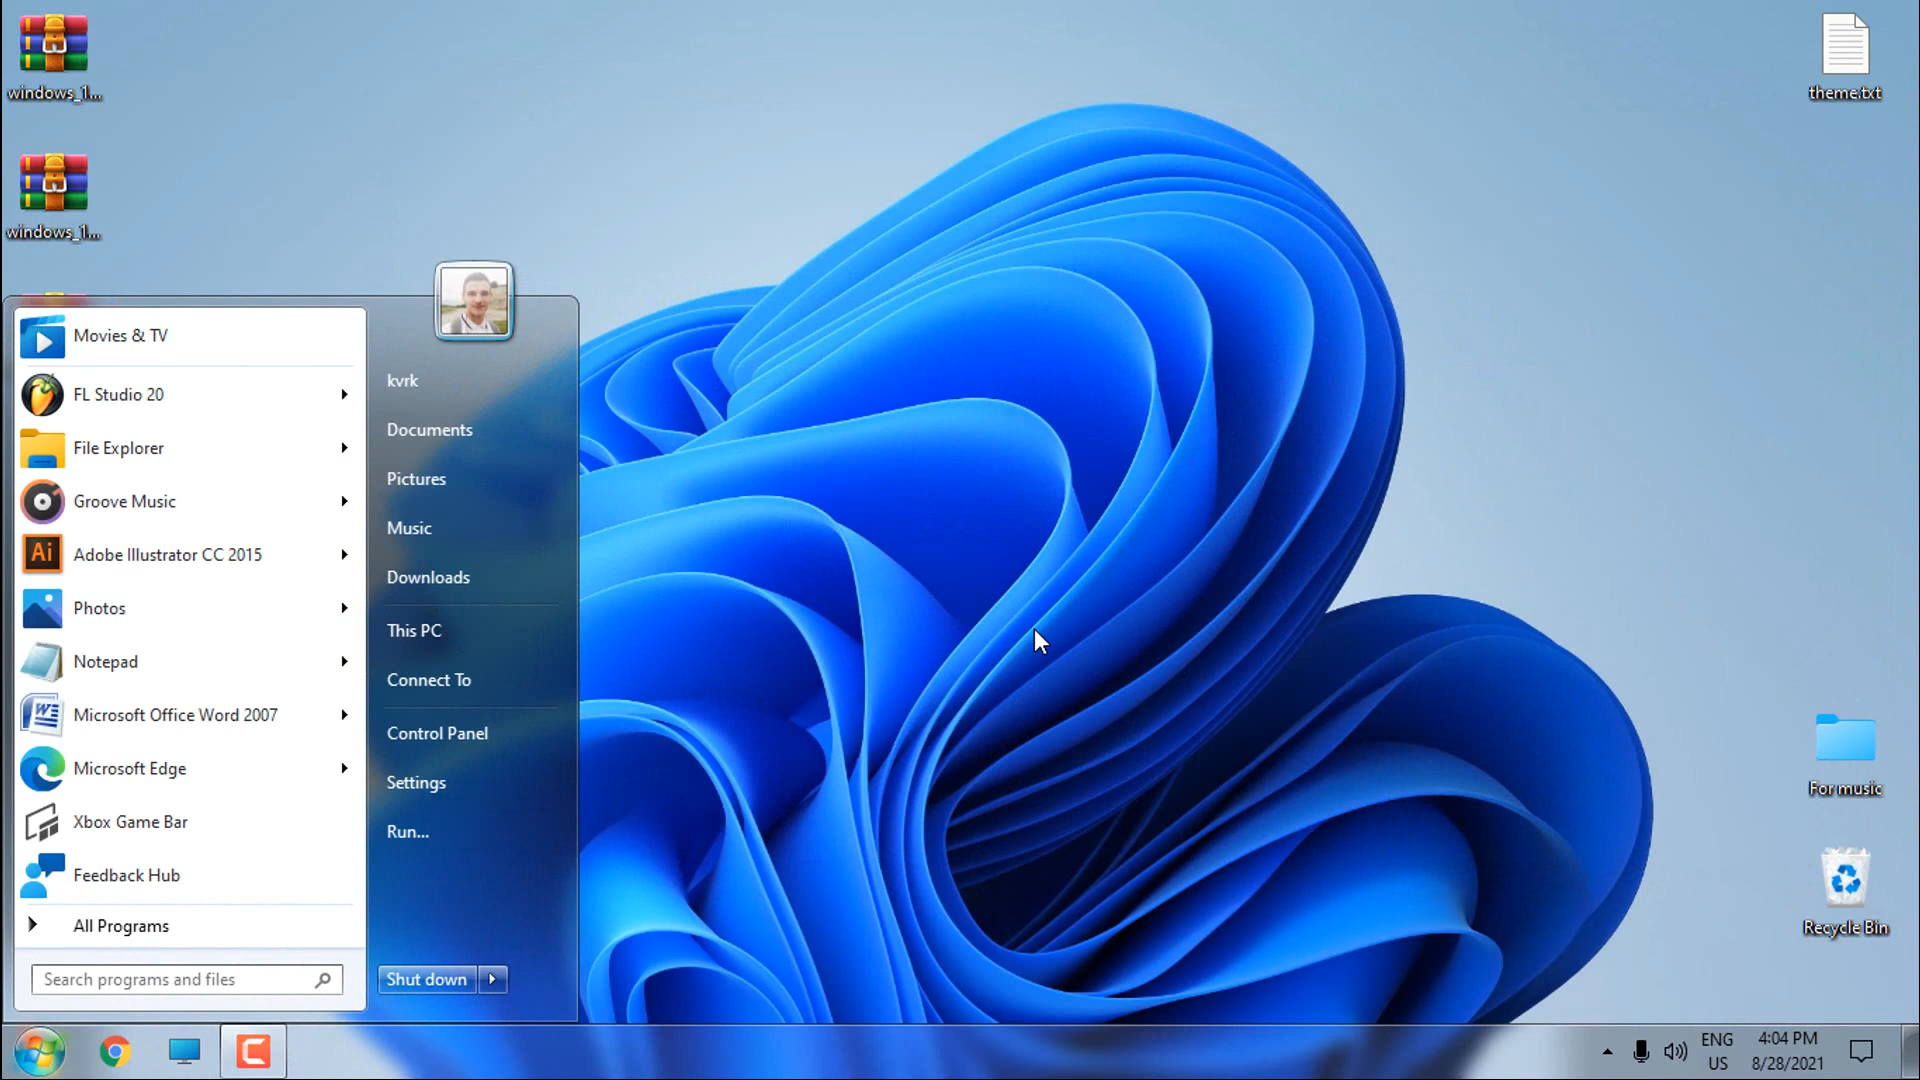 windows_1...
windows_1...
theme.txt
Movies & TV
FL Studio 20
File Explorer
Groove Music
Ai
Adobe Illustrator CC 2015
Photos
Notepad
Microsoft Office Word 2007
Microsoft Edge
Xbox Game Bar
Feedback Hub
All Programs
Search programs and files
kvrk
Documents
Pictures
Music
Downloads
This PC
Connect To
Control Panel
Settings
Run...
Shut down
For music
Recycle Bin
ENG
US
4:04 PM
8/28/2021